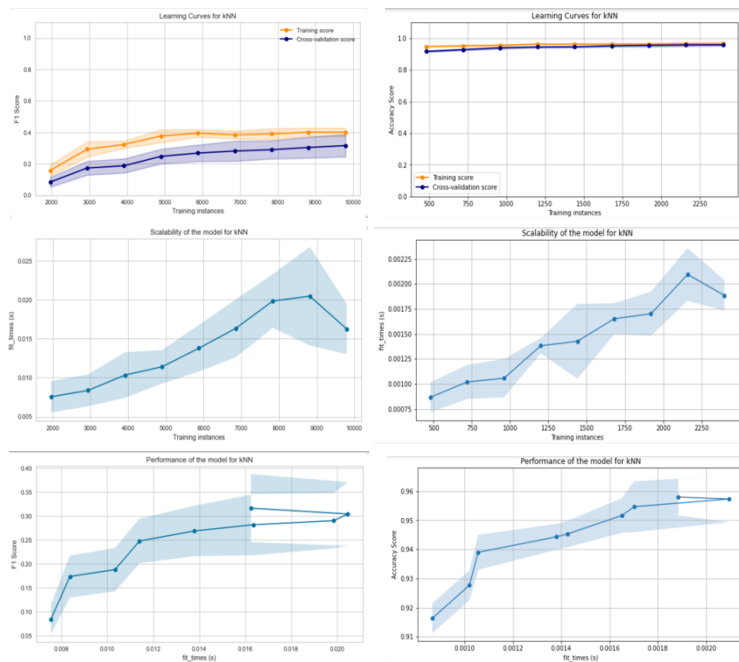 Learning Curves for kNN
1.0
0.8
0.6
0.4
0.2
0.0
F1 Score
Training score
Cross-validation score
2000 3000 4000 5000 6000 7000 8000 9000 10000
Training instances
Learning Curves for kNN
1.0
0.8
0.6
0.4
0.2
0.0
Accuracy Score
Training score
Cross-validation score
500 750 1000 1250 1500 1750 2000 2250
Training instances
Scalability of the model for kNN
0.025
0.020
0.015
0.010
0.005
fit_times (s)
2000 3000 4000 5000 6000 7000 8000 9000 10000
Training instances
Scalability of the model for kNN
0.00225
0.00200
0.00175
0.00150
0.00125
0.00100
0.00075
fit_times (s)
500 750 1000 1250 1500 1750 2000 2250
Training instances
Performance of the model for kNN
0.40
0.35
0.30
0.25
0.20
0.15
0.10
0.05
F1 Score
0.008 0.010 0.012 0.014 0.016 0.018 0.020
fit_times (s)
Performance of the model for kNN
0.96
0.95
0.94
0.93
0.92
0.91
Accuracy Score
0.0010 0.0012 0.0014 0.0016 0.0018 0.0020
fit_times (s)